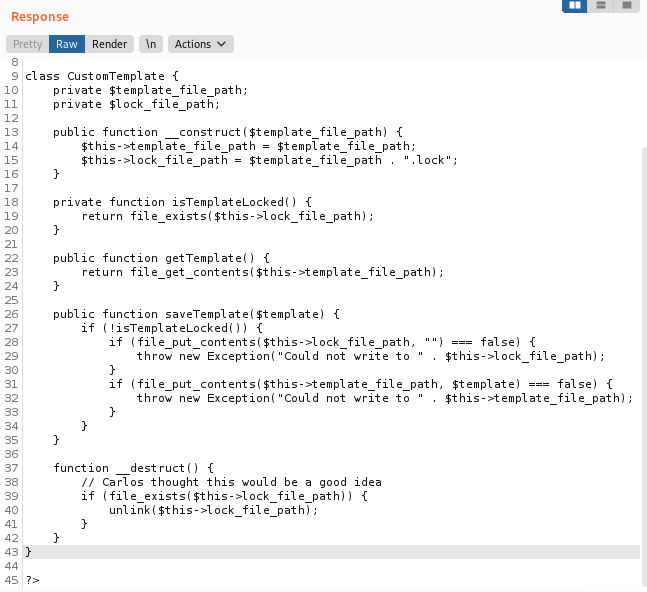 Response
Pretty Raw Render \n Actions
8
9 class CustomTemplate {
10     private $template_file_path;
11     private $lock_file_path;
12
13     public function __construct($template_file_path) {
14         $this->template_file_path = $template_file_path;
15         $this->lock_file_path = $template_file_path . ".lock";
16     }
17
18     private function isTemplateLocked() {
19         return file_exists($this->lock_file_path);
20     }
21
22     public function getTemplate() {
23         return file_get_contents($this->template_file_path);
24     }
25
26     public function saveTemplate($template) {
27         if (!isTemplateLocked()) {
28             if (file_put_contents($this->lock_file_path, "") === false) {
29                 throw new Exception("Could not write to " . $this->lock_file_path);
30             }
31             if (file_put_contents($this->template_file_path, $template) === false) {
32                 throw new Exception("Could not write to " . $this->template_file_path);
33             }
34         }
35     }
36
37     function __destruct() {
38         // Carlos thought this would be a good idea
39         if (file_exists($this->lock_file_path)) {
40             unlink($this->lock_file_path);
41         }
42     }
43 }
44
45 ?>